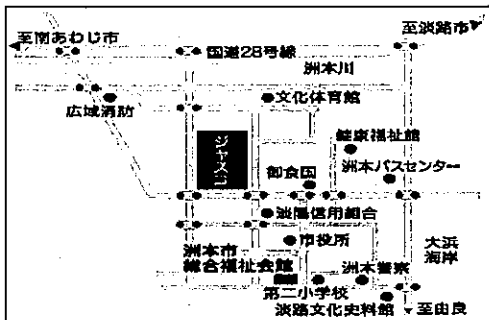 至南あわじ市
至淡路市
国道28号線
洲本川
文化体育館
広域消防
健康福祉館
ジャスコ
御食国
洲本バスセンター
淡陽信用組合
市役所
大浜
海岸
洲本市
総合福祉会館
洲本警察
第二小学校
淡路文化史料館
至由良